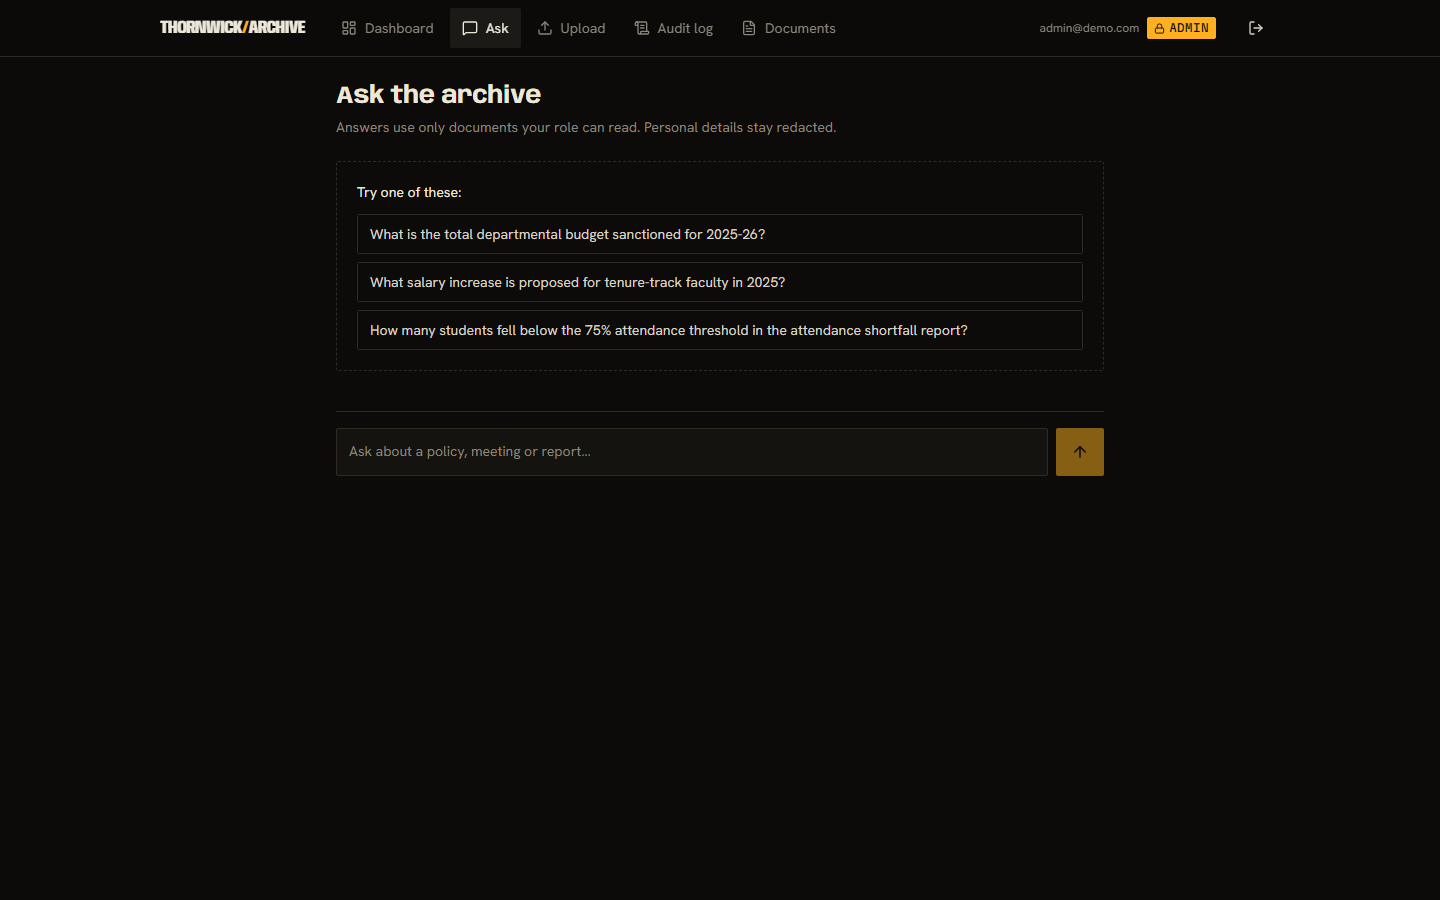 THORNWICK/ARCHIVE Dashboard Ask Upload Audit log Documents admin@demo.com ADMIN
Ask the archive
Answers use only documents your role can read. Personal details stay redacted.
Try one of these:
What is the total departmental budget sanctioned for 2025-26?
What salary increase is proposed for tenure-track faculty in 2025?
How many students fell below the 75% attendance threshold in the attendance shortfall report?
Ask about a policy, meeting or report...